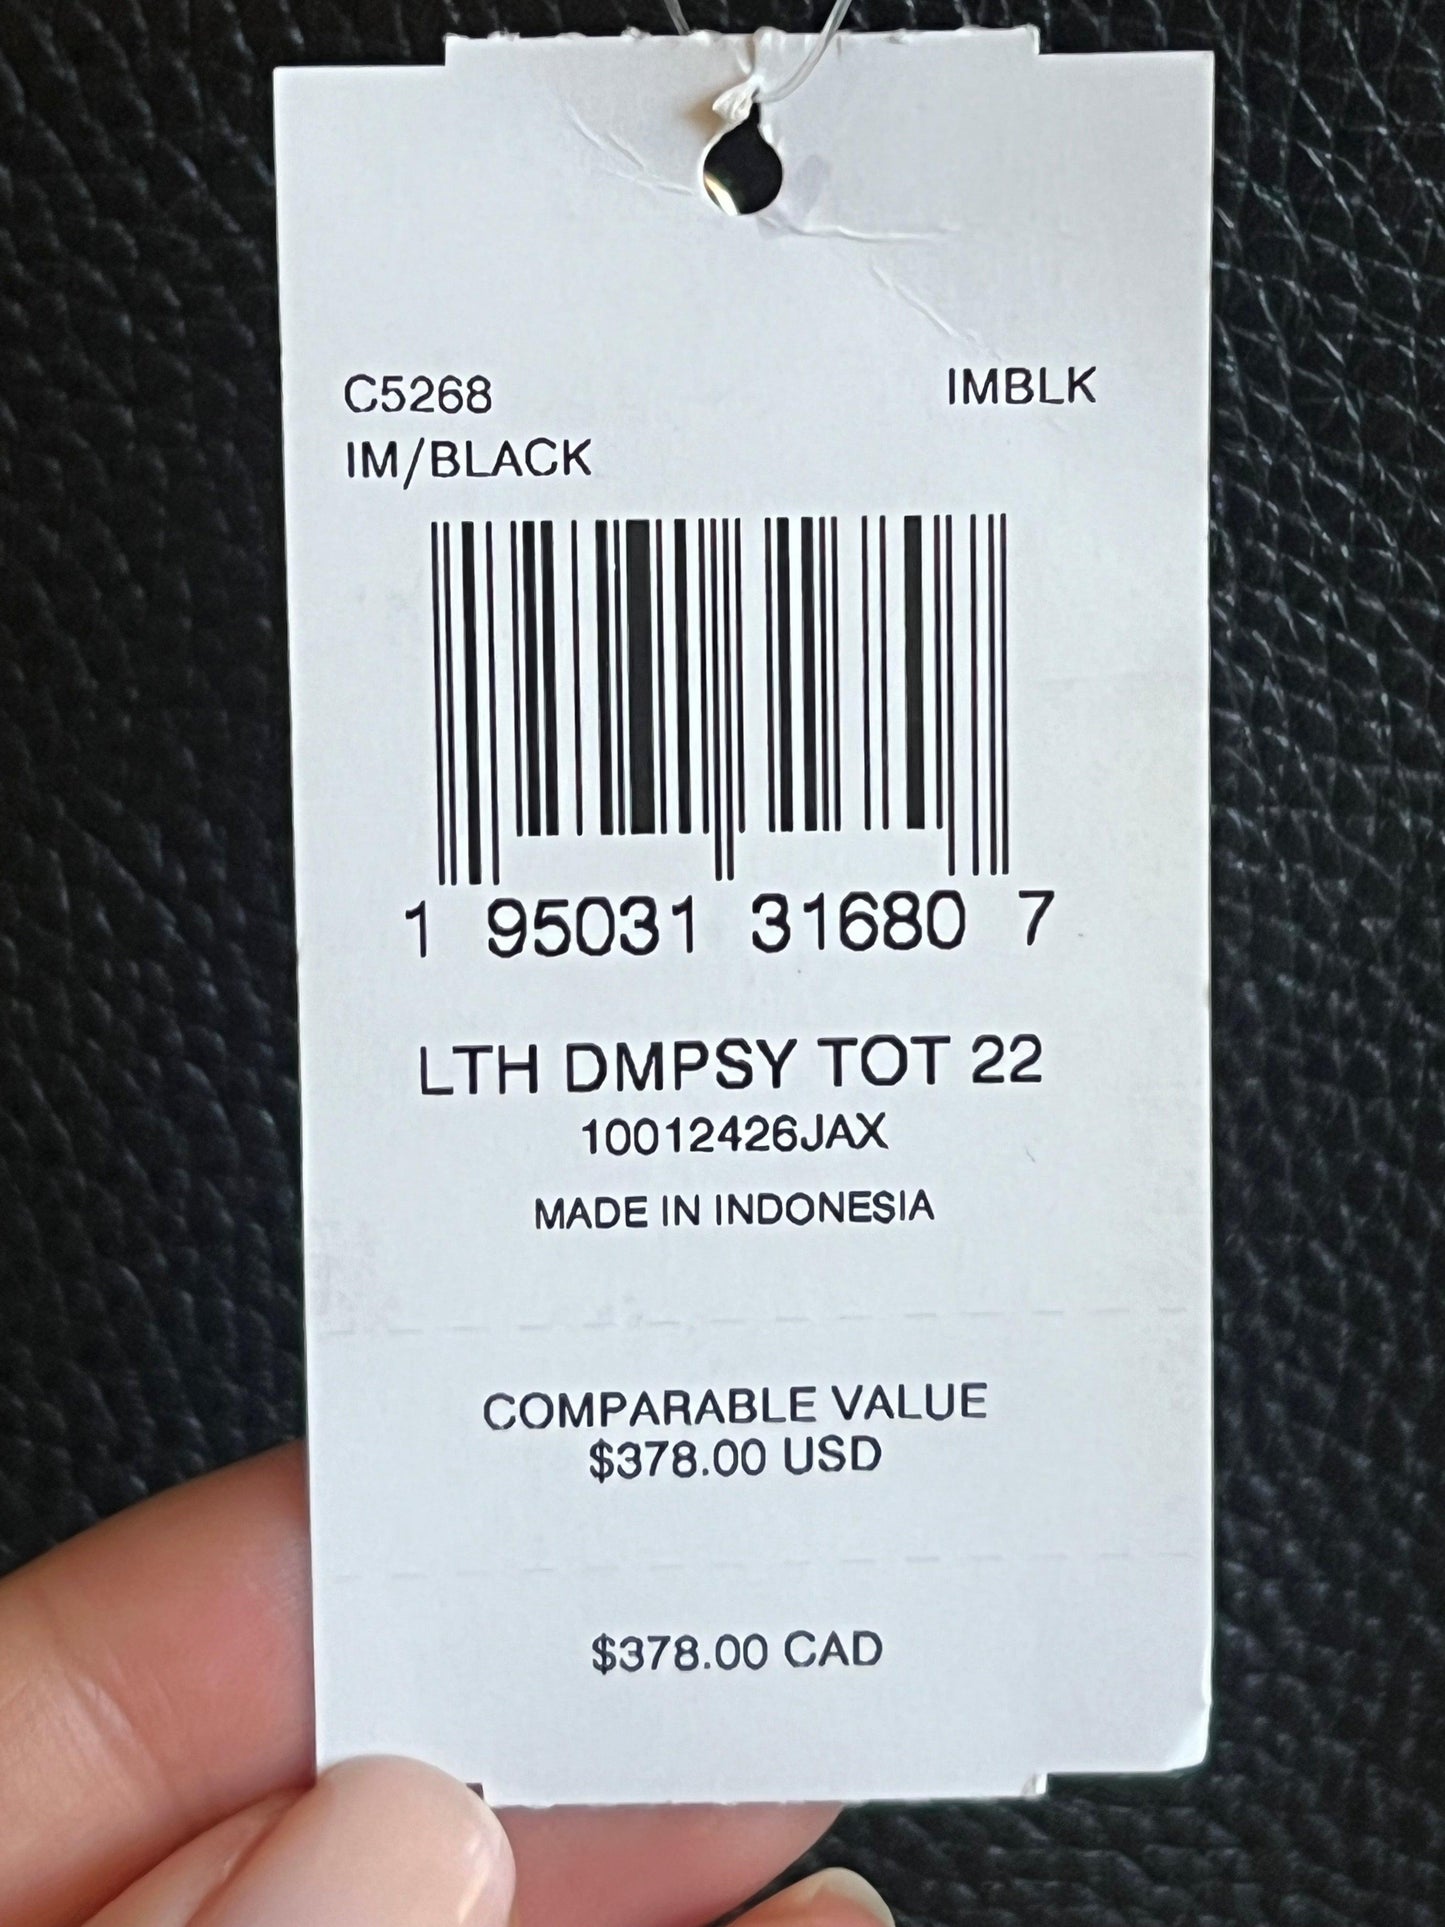 C5268 IMBLK
IM/BLACK
1 95031 31680 7
LTH DMPSY TOT 22
10012426JAX
MADE IN INDONESIA
COMPARABLE VALUE
$378.00 USD
$378.00 CAD